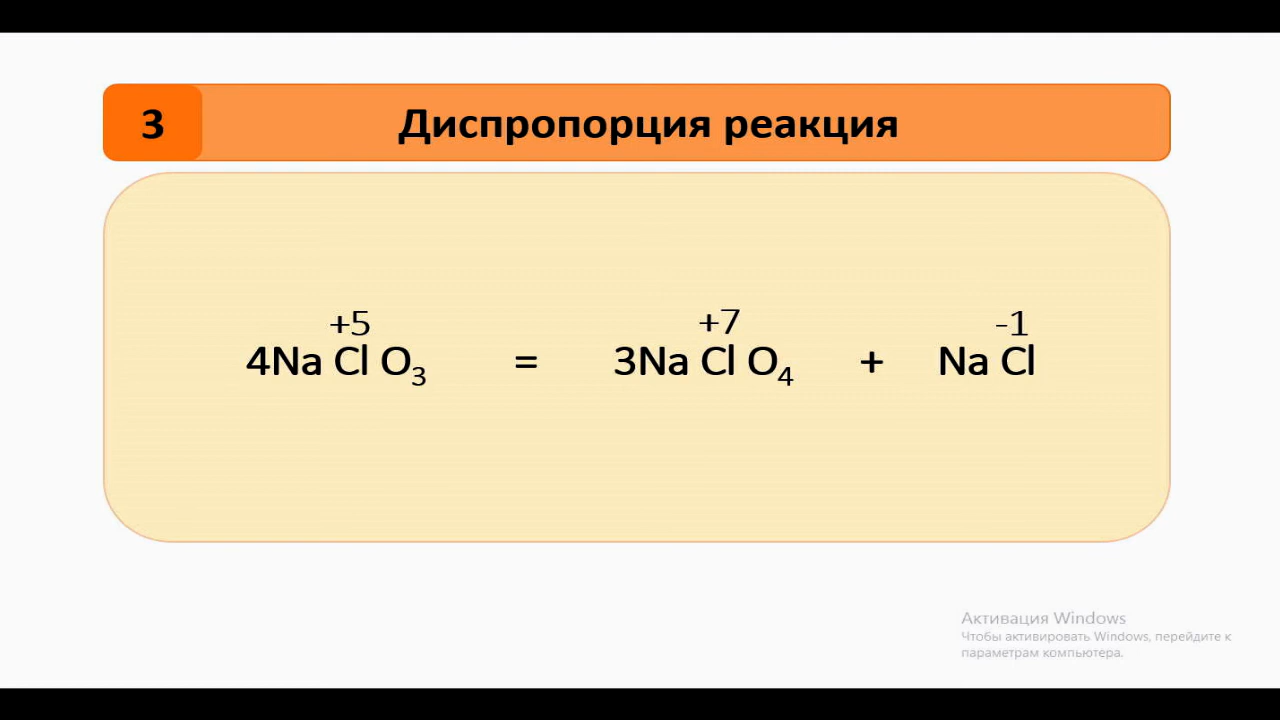 3 Диспропорция реакция
+5 +7 -1
4Na Cl O₃ = 3Na Cl O₄ + Na Cl
Активация Windows
Чтобы активировать Windows, перейдите к
параметрам компьютера.